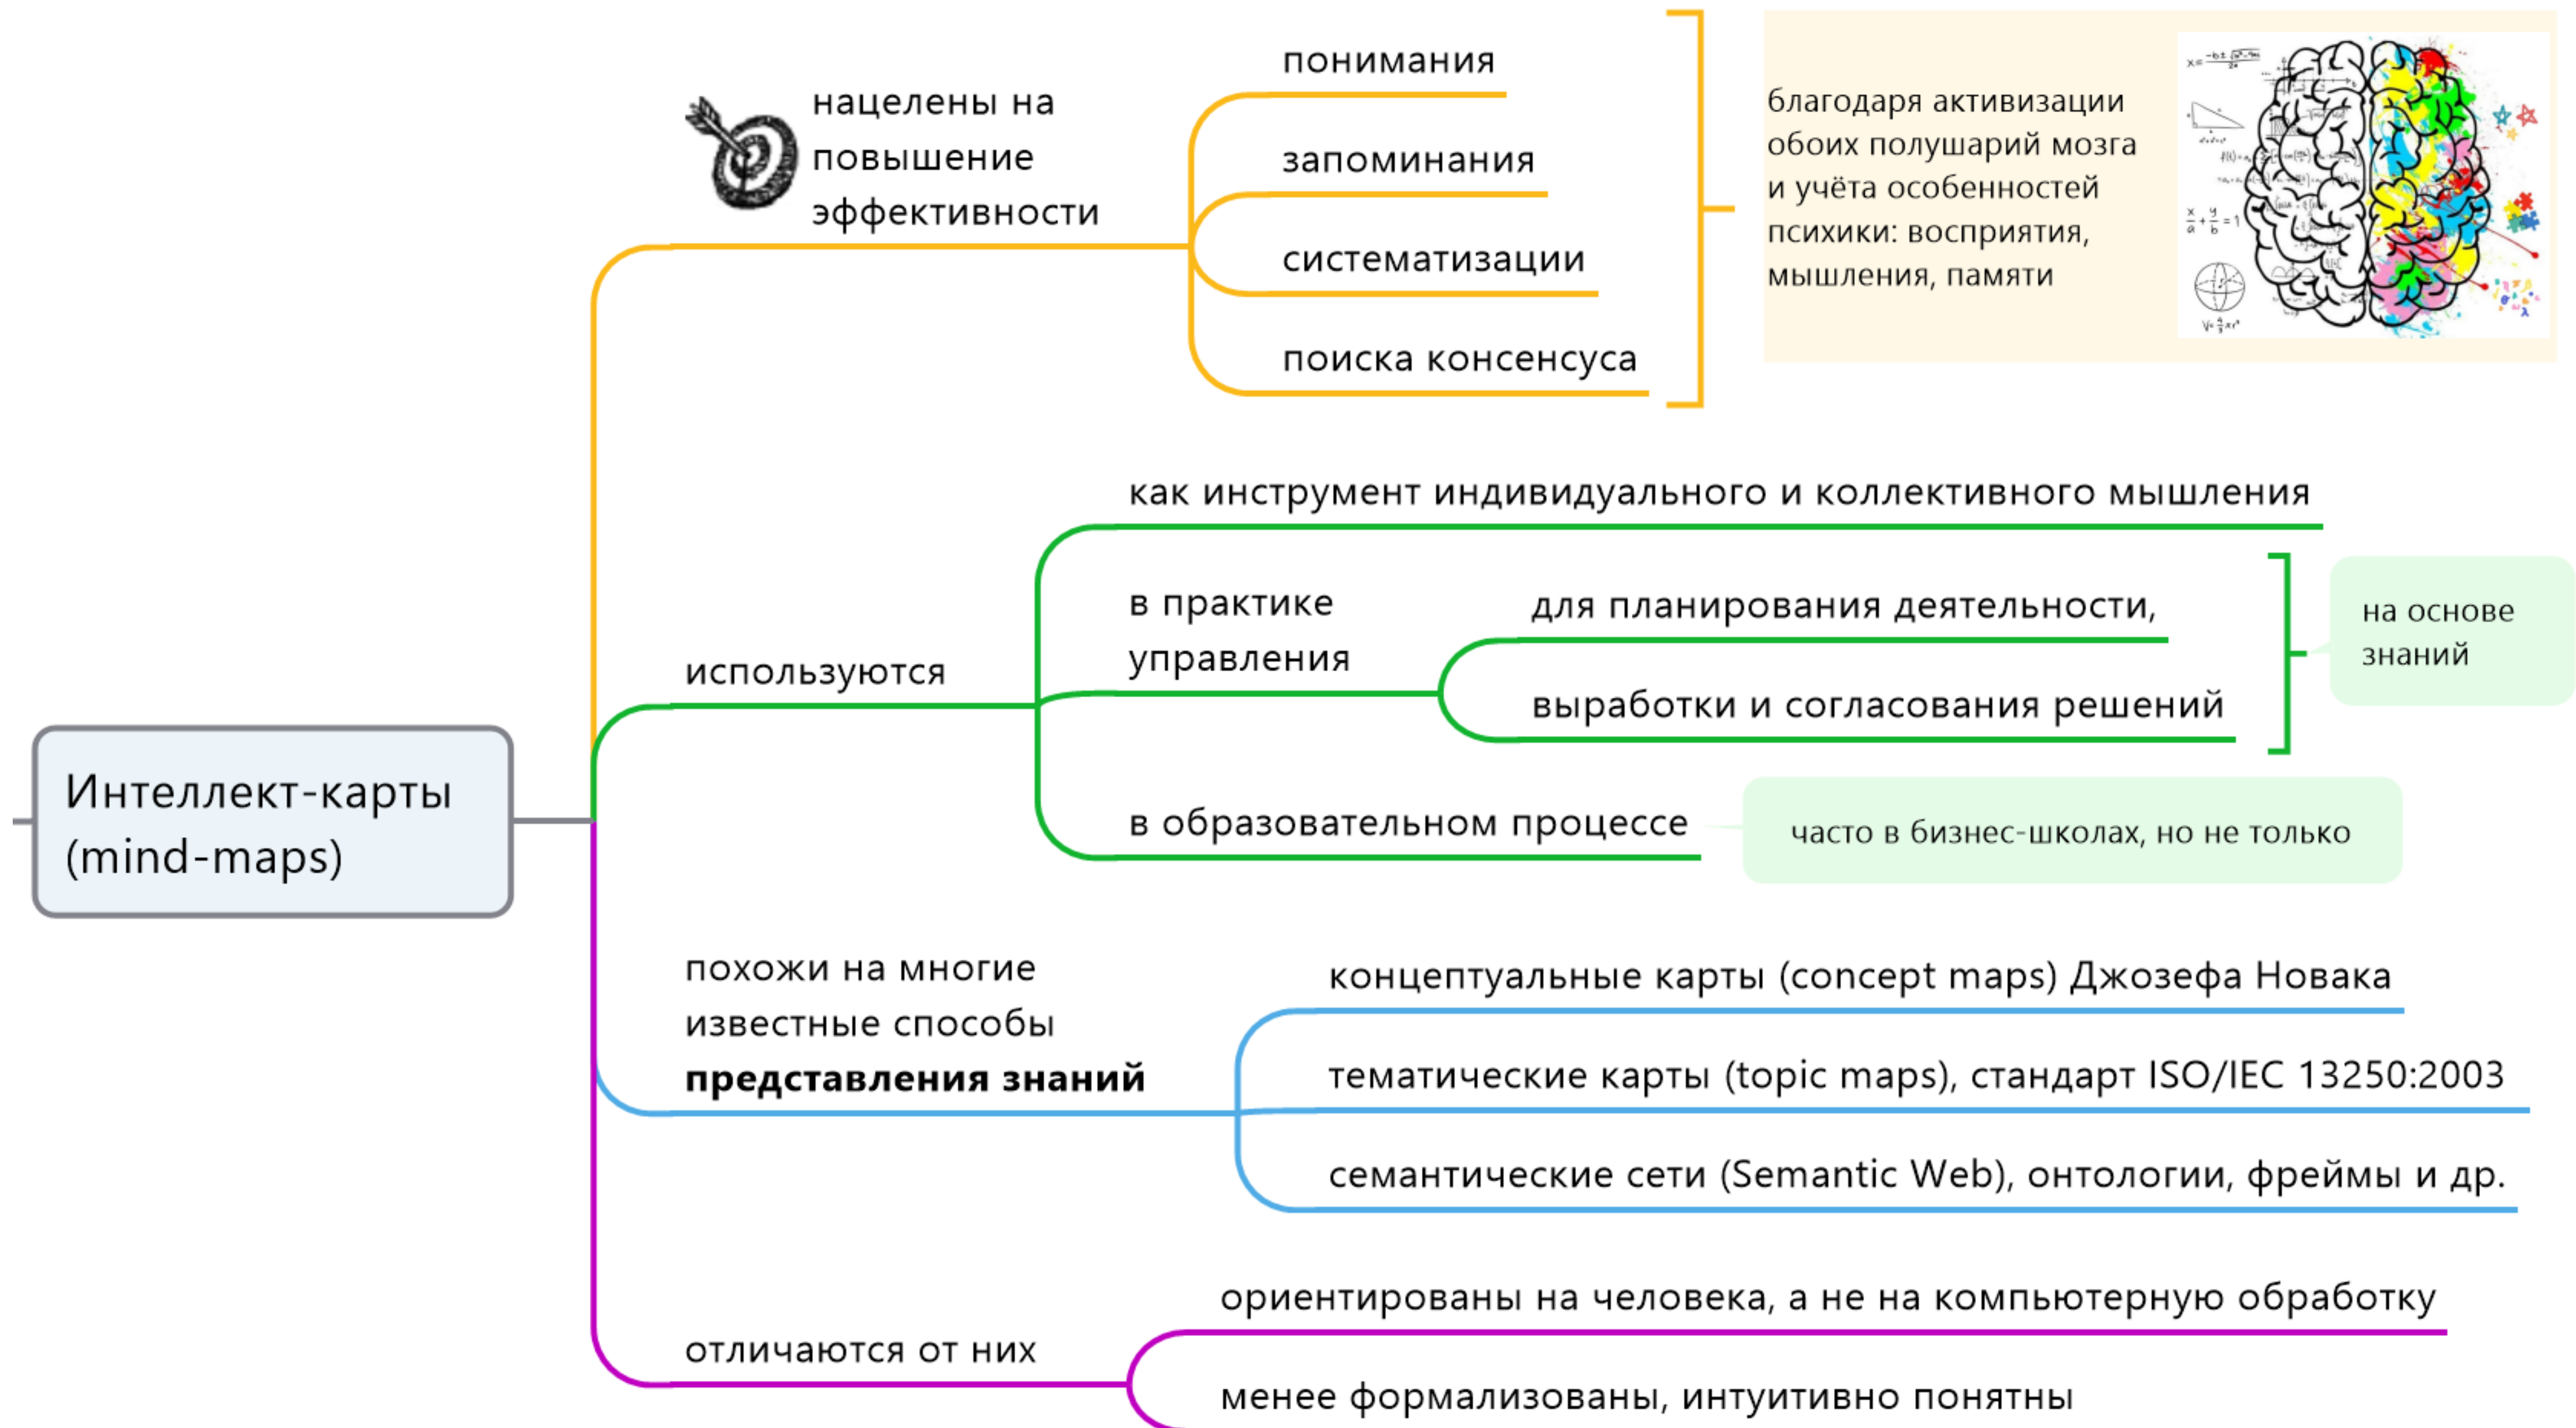 нацелены на
повышение
эффективности
понимания
запоминания
систематизации
поиска консенсуса
благодаря активизации
обоих полушарий мозга
и учёта особенностей
психики: восприятия,
мышления, памяти
Интеллект-карты
(mind-maps)
используются
как инструмент индивидуального и коллективного мышления
в практике
управления
для планирования деятельности,
выработки и согласования решений
на основе
знаний
в образовательном процессе
часто в бизнес-школах, но не только
похожи на многие
известные способы
представления знаний
концептуальные карты (concept maps) Джозефа Новака
тематические карты (topic maps), стандарт ISO/IEC 13250:2003
семантические сети (Semantic Web), онтологии, фреймы и др.
отличаются от них
ориентированы на человека, а не на компьютерную обработку
менее формализованы, интуитивно понятны